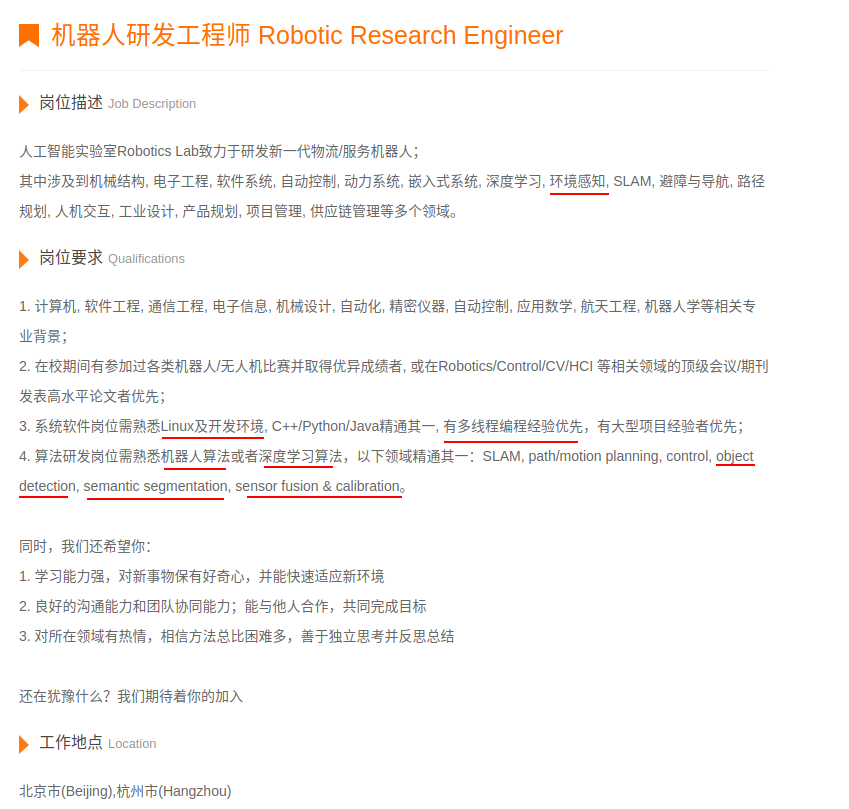 机器人研发工程师 Robotic Research Engineer
岗位描述 Job Description
人工智能实验室Robotics Lab致力于研发新一代物流/服务机器人；
其中涉及到机械结构, 电子工程, 软件系统, 自动控制, 动力系统, 嵌入式系统, 深度学习, 环境感知, SLAM, 避障与导航, 路径
规划, 人机交互, 工业设计, 产品规划, 项目管理, 供应链管理等多个领域。
岗位要求 Qualifications
1. 计算机, 软件工程, 通信工程, 电子信息, 机械设计, 自动化, 精密仪器, 自动控制, 应用数学, 航天工程, 机器人学等相关专
业背景；
2. 在校期间有参加过各类机器人/无人机比赛并取得优异成绩者, 或在Robotics/Control/CV/HCI 等相关领域的顶级会议/期刊
发表高水平论文者优先；
3. 系统软件岗位需熟悉Linux及开发环境, C++/Python/Java精通其一, 有多线程编程经验优先，有大型项目经验者优先；
4. 算法研发岗位需熟悉机器人算法或者深度学习算法，以下领域精通其一：SLAM, path/motion planning, control, object
detection, semantic segmentation, sensor fusion & calibration。
同时，我们还希望你：
1. 学习能力强，对新事物保有好奇心，并能快速适应新环境
2. 良好的沟通能力和团队协同能力；能与他人合作，共同完成目标
3. 对所在领域有热情，相信方法总比困难多，善于独立思考并反思总结
还在犹豫什么？我们期待着你的加入
工作地点 Location
北京市(Beijing),杭州市(Hangzhou)